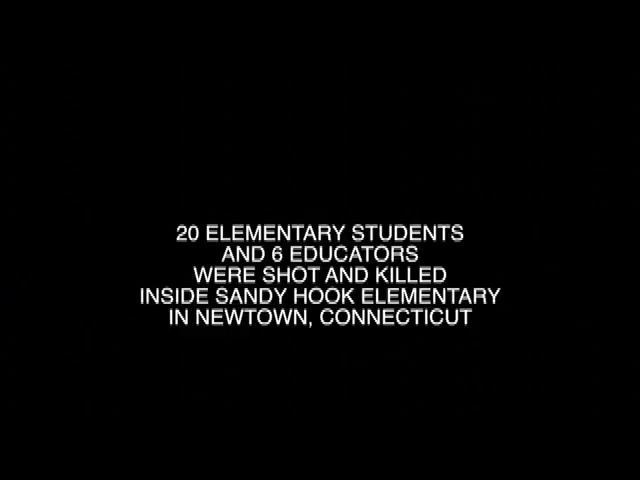 20 ELEMENTARY STUDENTS
AND 6 EDUCATORS
WERE SHOT AND KILLED
INSIDE SANDY HOOK ELEMENTARY
IN NEWTOWN, CONNECTICUT